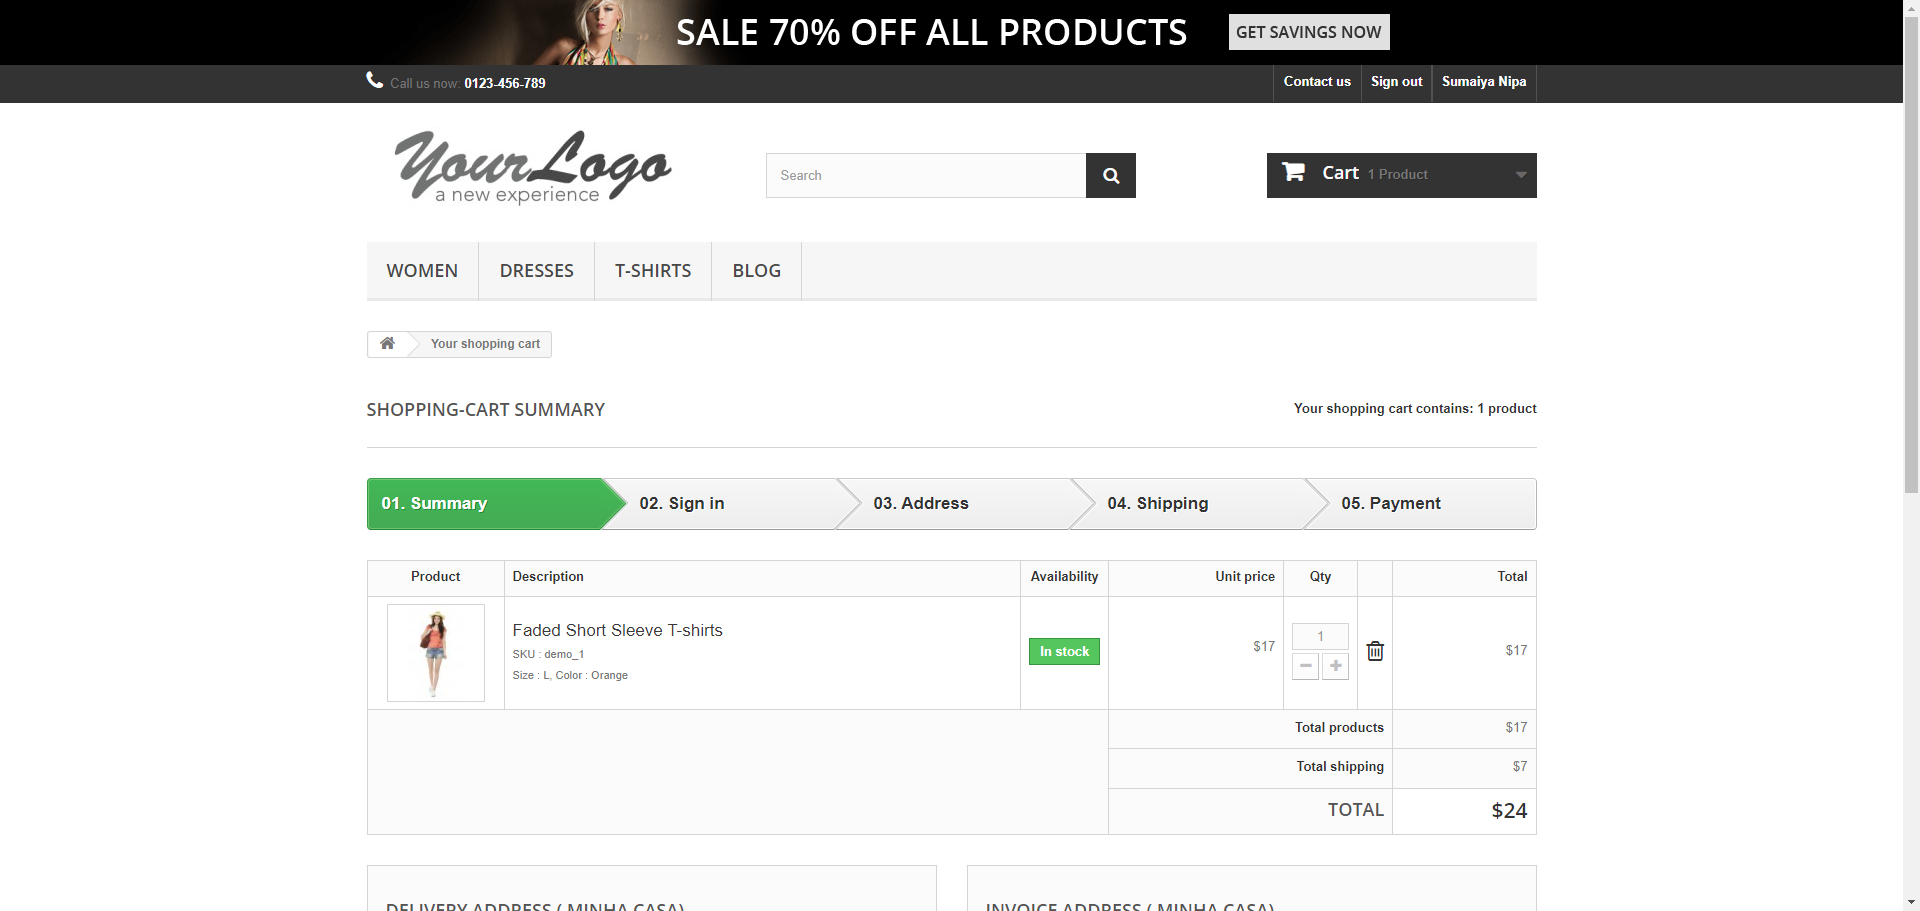 SALE 70% OFF ALL PRODUCTS GET SAVINGS NOW
Call us now: 0123-456-789 Contact us Sign out Sumaiya Nipa
YourLogo
a new experience
Search
Cart 1 Product
WOMEN DRESSES T-SHIRTS BLOG
Your shopping cart
SHOPPING-CART SUMMARY Your shopping cart contains: 1 product
01. Summary 02. Sign in 03. Address 04. Shipping 05. Payment
Product Description Availability Unit price Qty Total
Faded Short Sleeve T-shirts
SKU : demo_1
Size : L, Color : Orange
In stock
$17
1
$17
Total products $17
Total shipping $7
TOTAL $24
DELIVERY ADDRESS ( MINHA CASA) INVOICE ADDRESS ( MINHA CASA)